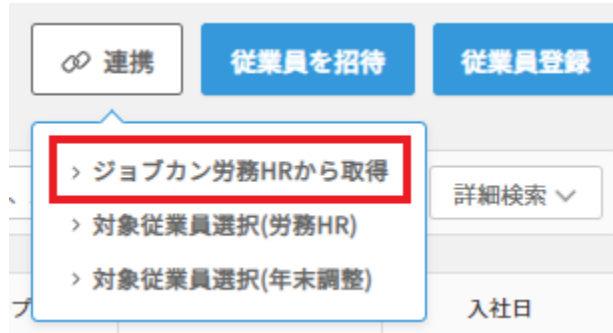 連携 従業員を招待 従業員登録
> ジョブカン労務HRから取得
詳細検索
> 対象従業員選択(労務HR)
> 対象従業員選択(年末調整)
プ 入社日